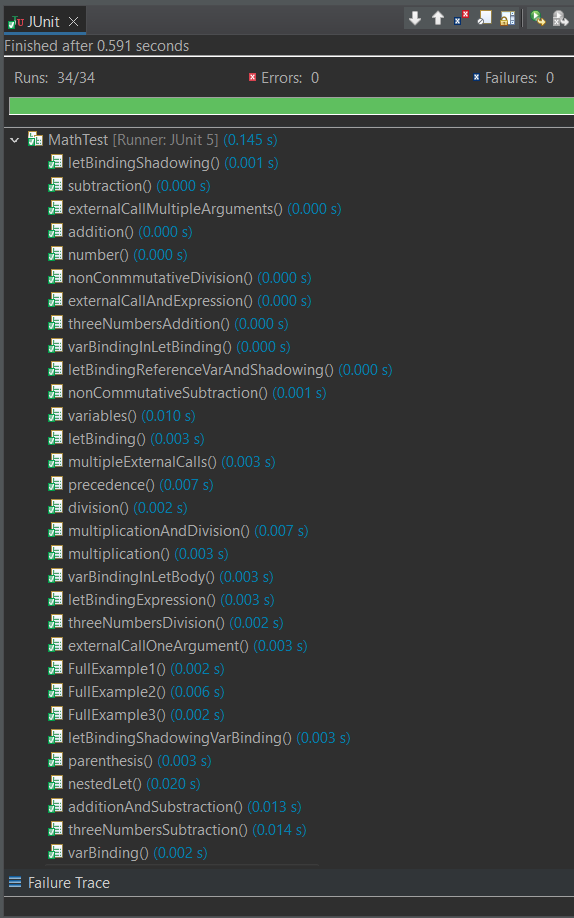 JUnit
Finished after 0.591 seconds
Runs: 34/34 Errors: 0 Failures: 0
MathTest [Runner: JUnit 5] (0.145 s)
letBindingShadowing() (0.001 s)
subtraction() (0.000 s)
externalCallMultipleArguments() (0.000 s)
addition() (0.000 s)
number() (0.000 s)
nonConmmutativeDivision() (0.000 s)
externalCallAndExpression() (0.000 s)
threeNumbersAddition() (0.000 s)
varBindingInLetBinding() (0.000 s)
letBindingReferenceVarAndShadowing() (0.000 s)
nonCommutativeSubtraction() (0.001 s)
variables() (0.010 s)
letBinding() (0.003 s)
multipleExternalCalls() (0.003 s)
precedence() (0.007 s)
division() (0.002 s)
multiplicationAndDivision() (0.007 s)
multiplication() (0.003 s)
varBindingInLetBody() (0.003 s)
letBindingExpression() (0.003 s)
threeNumbersDivision() (0.002 s)
externalCallOneArgument() (0.003 s)
FullExample1() (0.002 s)
FullExample2() (0.006 s)
FullExample3() (0.002 s)
letBindingShadowingVarBinding() (0.003 s)
parenthesis() (0.003 s)
nestedLet() (0.020 s)
additionAndSubstraction() (0.013 s)
threeNumbersSubtraction() (0.014 s)
varBinding() (0.002 s)
Failure Trace